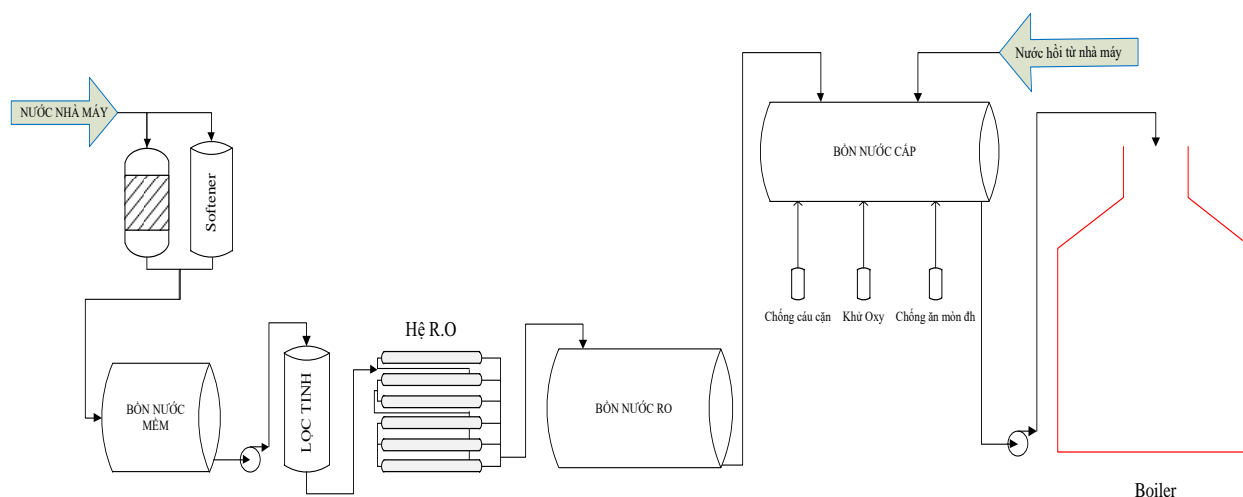 Nước hồi từ nhà máy
NƯỚC NHÀ MÁY
Softener
BỒN NƯỚC CẤP
Chống cáu cặn
Khử Oxy
Chống ăn mòn đh
Hệ R.O
BỒN NƯỚC
MỀM
LỌC TINH
BỒN NƯỚC RO
Boiler